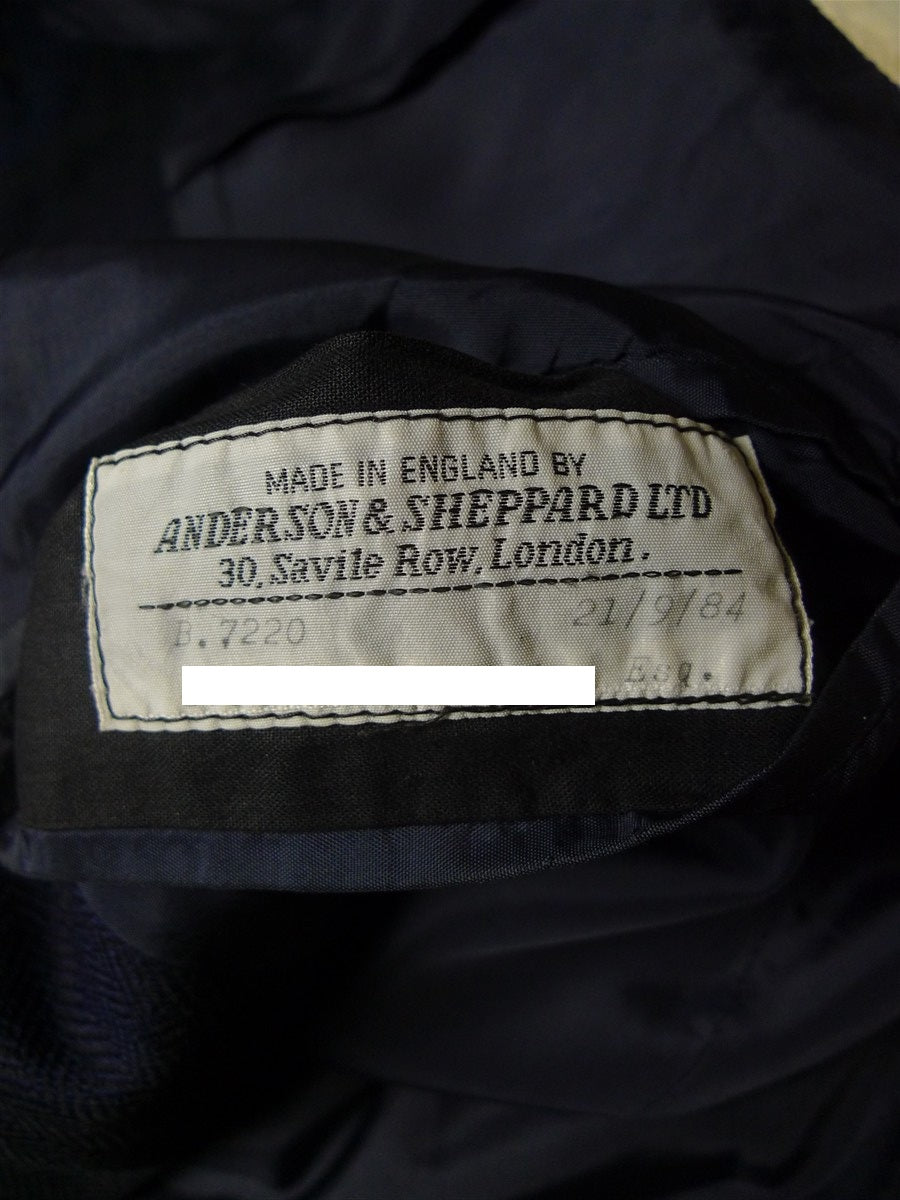 MADE IN ENGLAND BY
ANDERSON & SHEPPARD LTD
30, Savile Row, London.
B.7220 21/9/84
Esq.